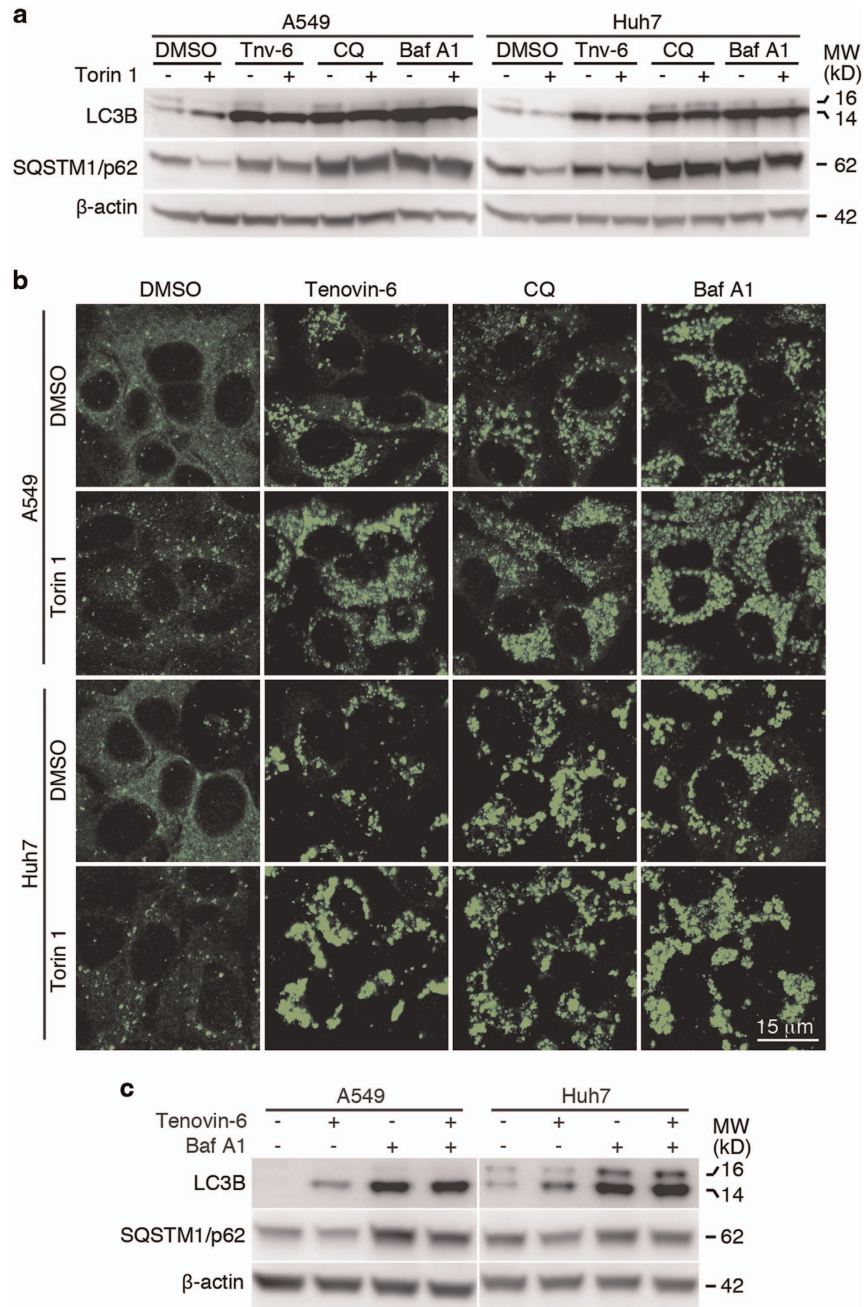 a
A549 Huh7
DMSO Tnv-6 CQ Baf A1 DMSO Tnv-6 CQ Baf A1 MW
Torin 1 - + - + - + - + - + - + - + - + (kD)
LC3B 16
14
SQSTM1/p62 62
β-actin 42
b
DMSO Tenovin-6 CQ Baf A1
A549
DMSO
Torin 1
Huh7
DMSO
Torin 1
15 μm
c
A549 Huh7
Tenovin-6 - + - + - + - + MW
Baf A1 - - + + - - + + (kD)
LC3B 16
14
SQSTM1/p62 62
β-actin 42